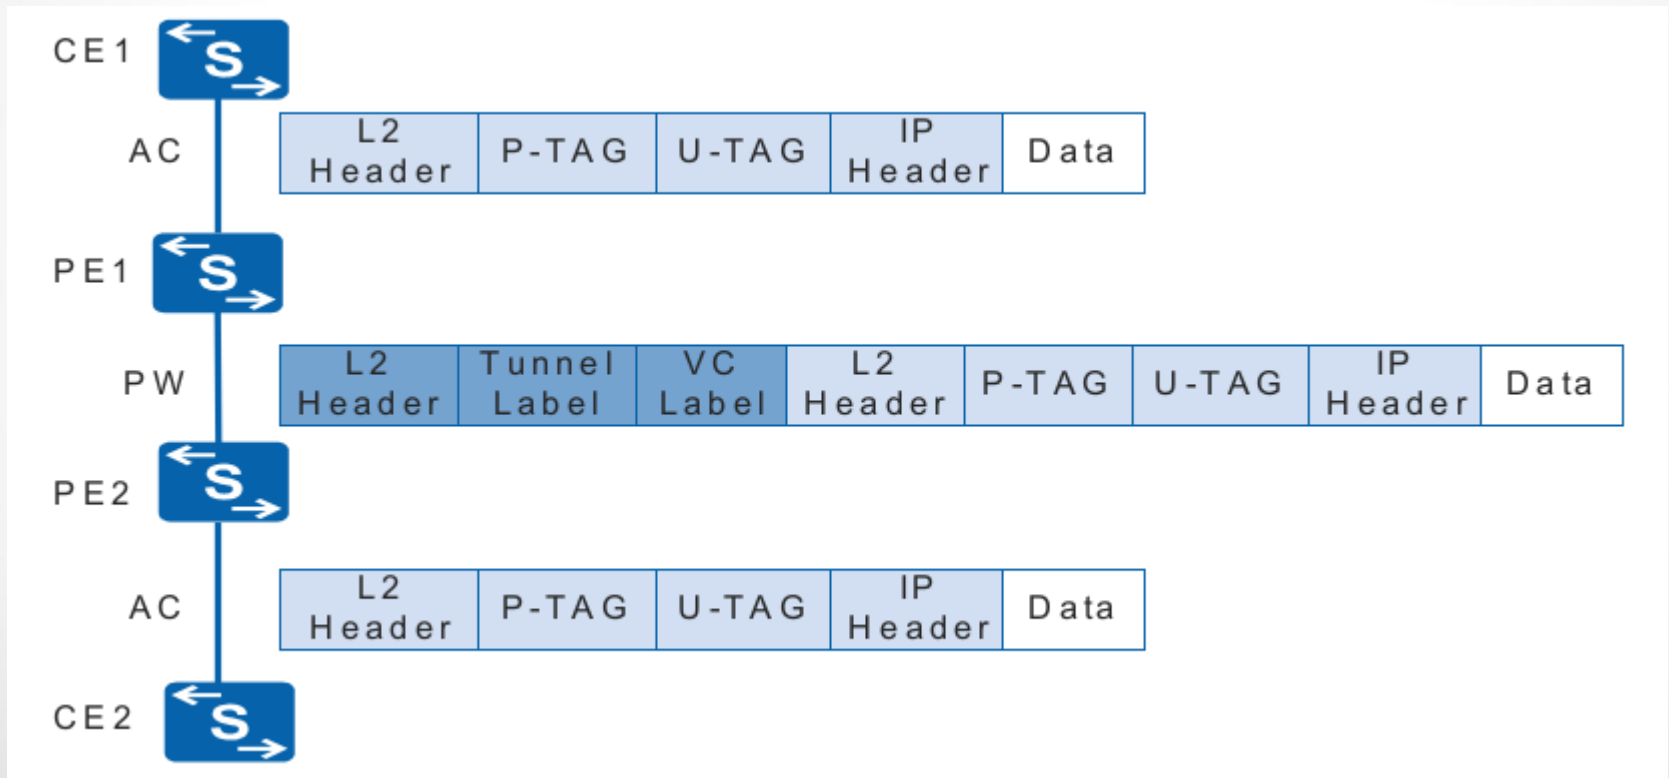 CE1
S
AC
L2 Header
P-TAG
U-TAG
IP Header
Data
PE1
S
PW
L2 Header
Tunnel Label
VC Label
L2 Header
P-TAG
U-TAG
IP Header
Data
PE2
S
AC
L2 Header
P-TAG
U-TAG
IP Header
Data
CE2
S